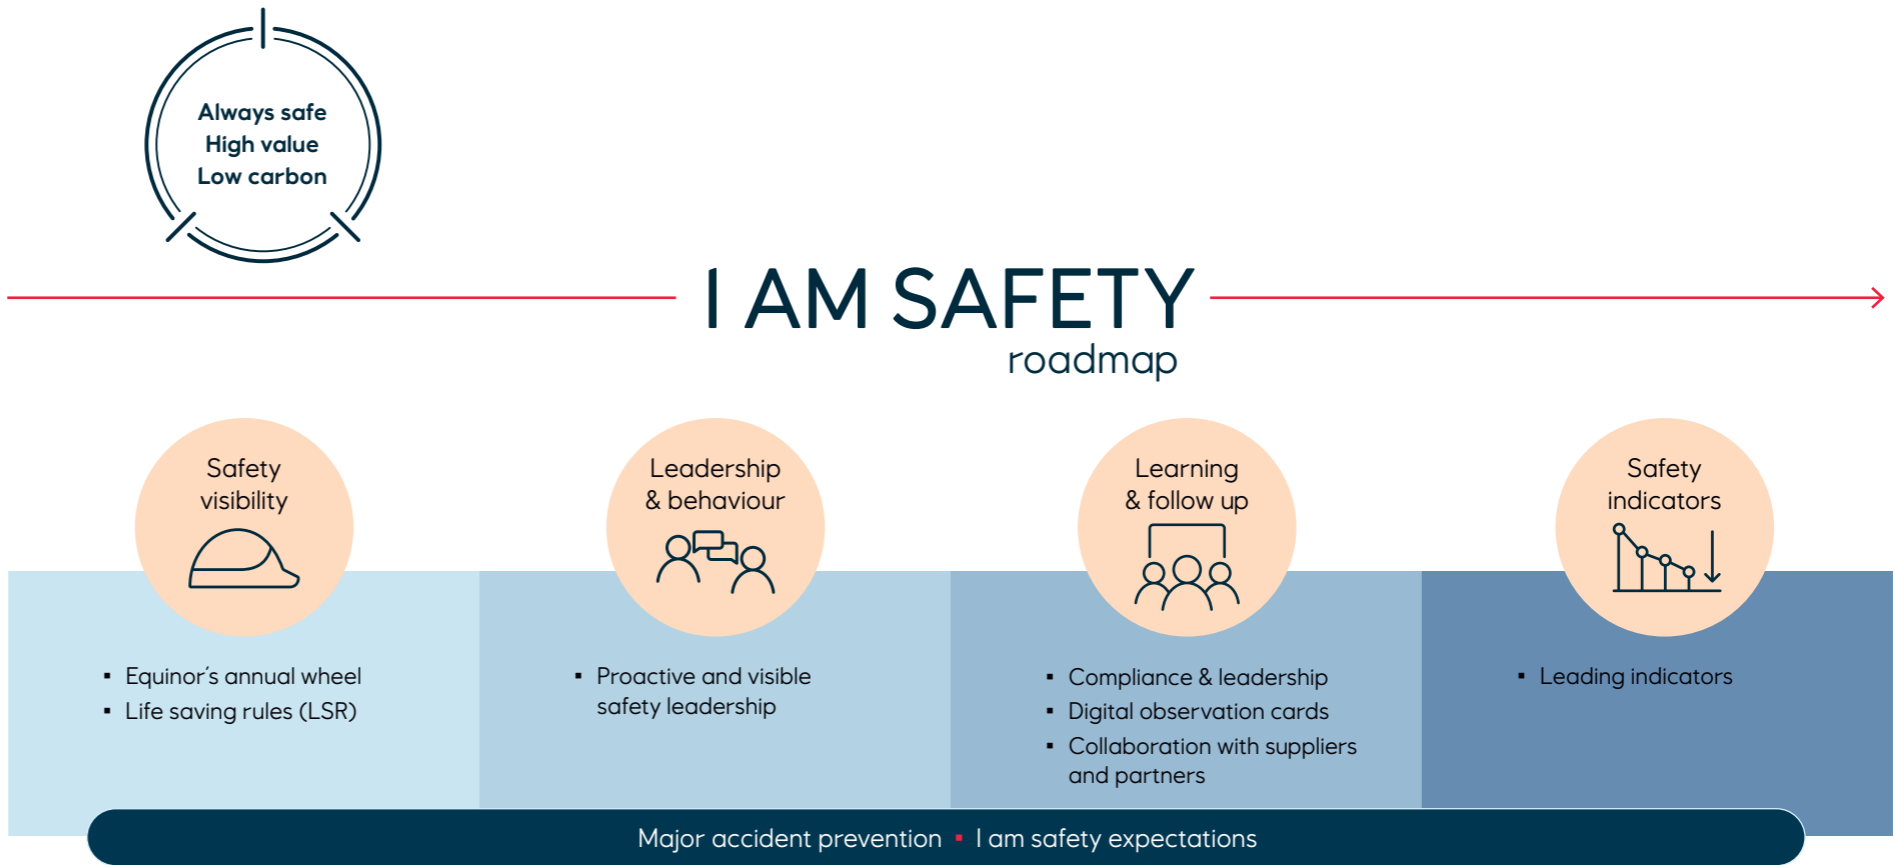 Always safe
High value
Low carbon
I AM SAFETY
roadmap
Safety
visibility
Leadership
& behaviour
Learning
& follow up
Safety
indicators
▪ Equinor´s annual wheel
▪ Life saving rules (LSR)
▪ Proactive and visible
safety leadership
▪ Compliance & leadership
▪ Digital observation cards
▪ Collaboration with suppliers
and partners
▪ Leading indicators
Major accident prevention ▪ I am safety expectations